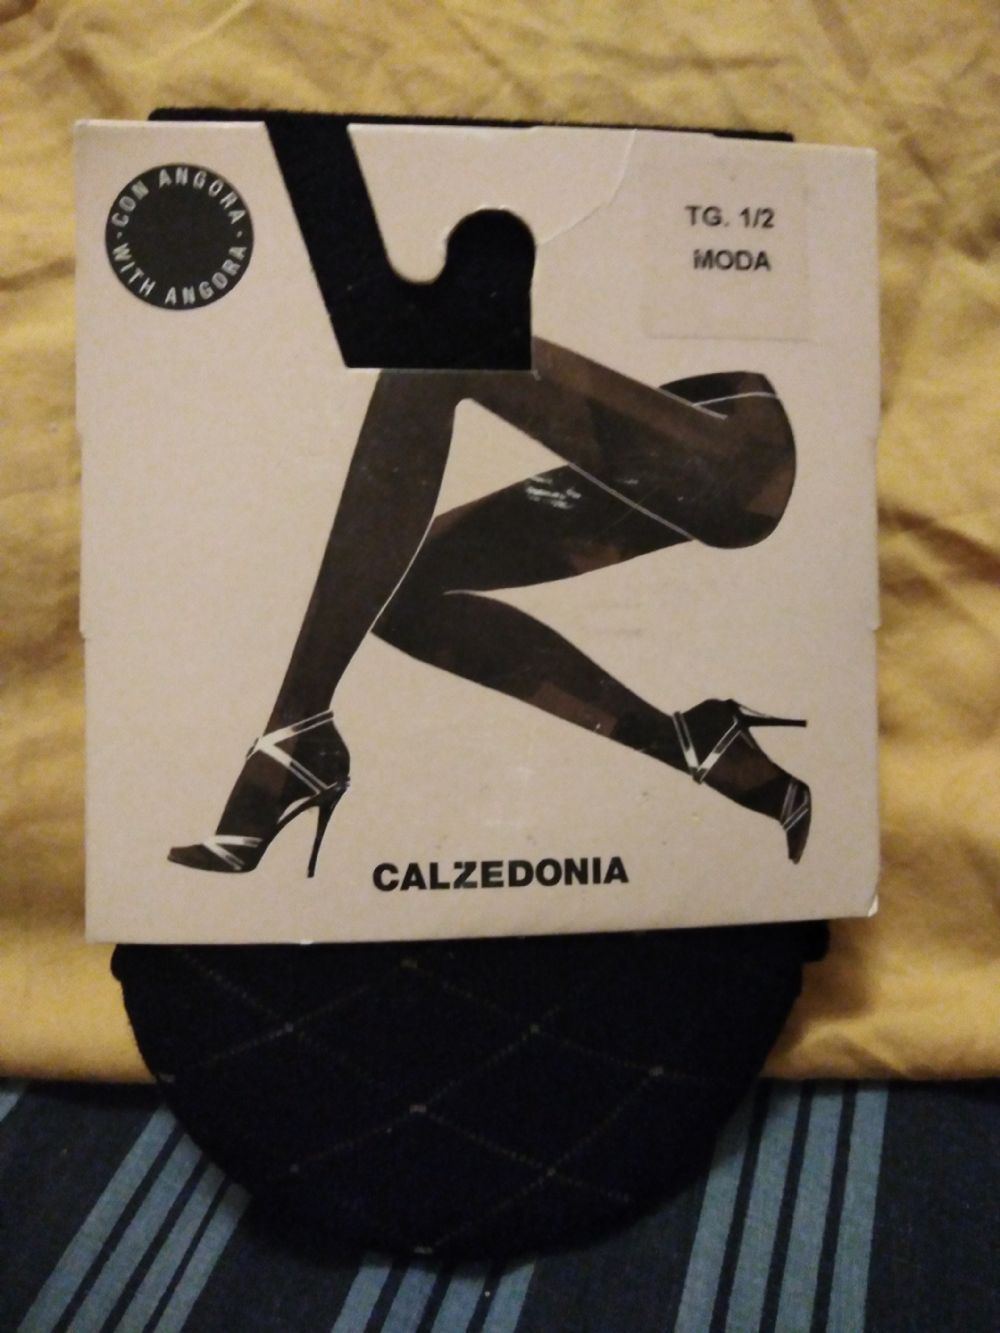 · CON ANGORA ·
WITH ANGORA
TG. 1/2
MODA
CALZEDONIA